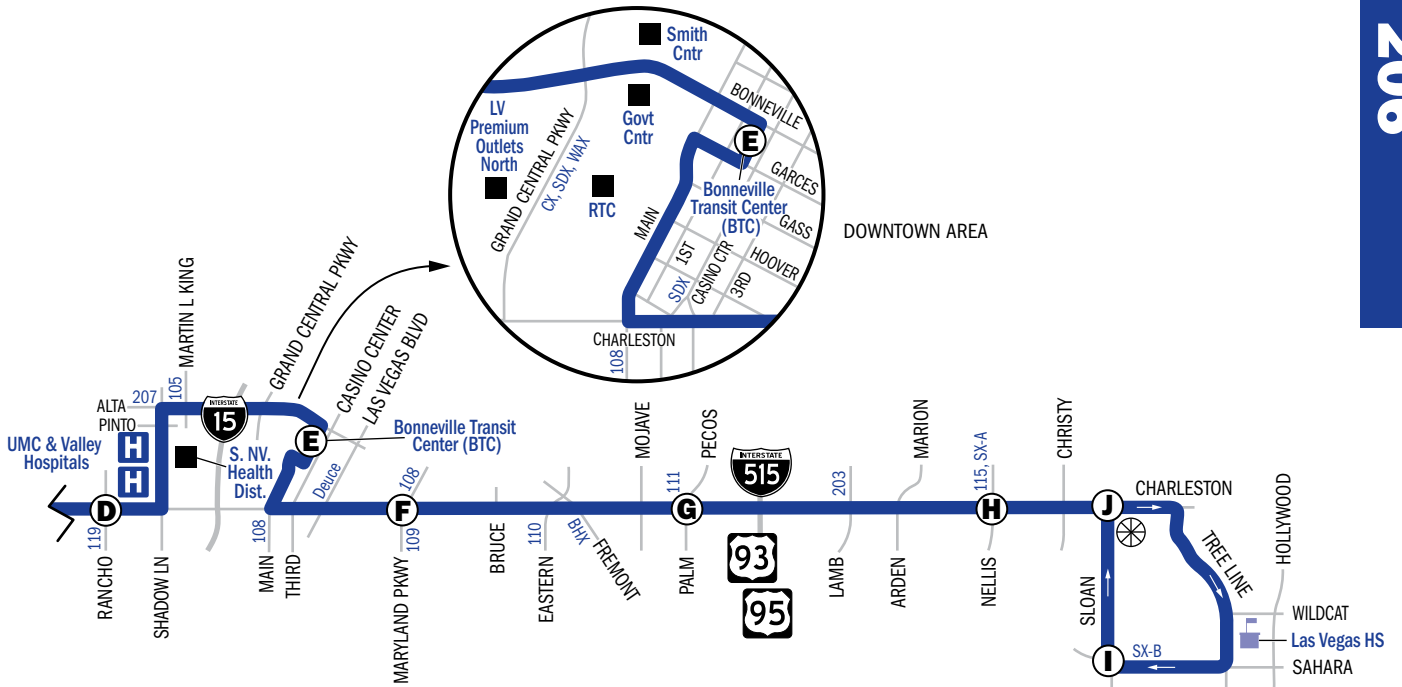 206
Smith
Cntr
BONNEVILLE
LV
Premium
Outlets
North
Govt
Cntr
E
GRAND CENTRAL PKWY
CX, SDX, WAX
RTC
GARCES
Bonneville
Transit Center
(BTC)
GASS
MAIN
1ST
SDX
CASINO CTR
3RD
HOOVER
DOWNTOWN AREA
CHARLESTON
108
MARTIN L KING
GRAND CENTRAL PKWY
CASINO CENTER
LAS VEGAS BLVD
ALTA
207
105
PINTO
INTERSTATE
15
UMC & Valley
Hospitals
H
H
S. NV.
Health
Dist.
E
Bonneville Transit
Center (BTC)
Deuce
108
MOJAVE
111
PECOS
INTERSTATE
515
203
MARION
115, SX-A
CHRISTY
D
F
G
H
J
CHARLESTON
119
RANCHO
SHADOW LN
108
MAIN
THIRD
109
MARYLAND PKWY
BRUCE
110
EASTERN
BHX
FREMONT
PALM
93
95
LAMB
ARDEN
NELLIS
SLOAN
TREE LINE
HOLLYWOOD
WILDCAT
Las Vegas HS
I
SX-B
SAHARA